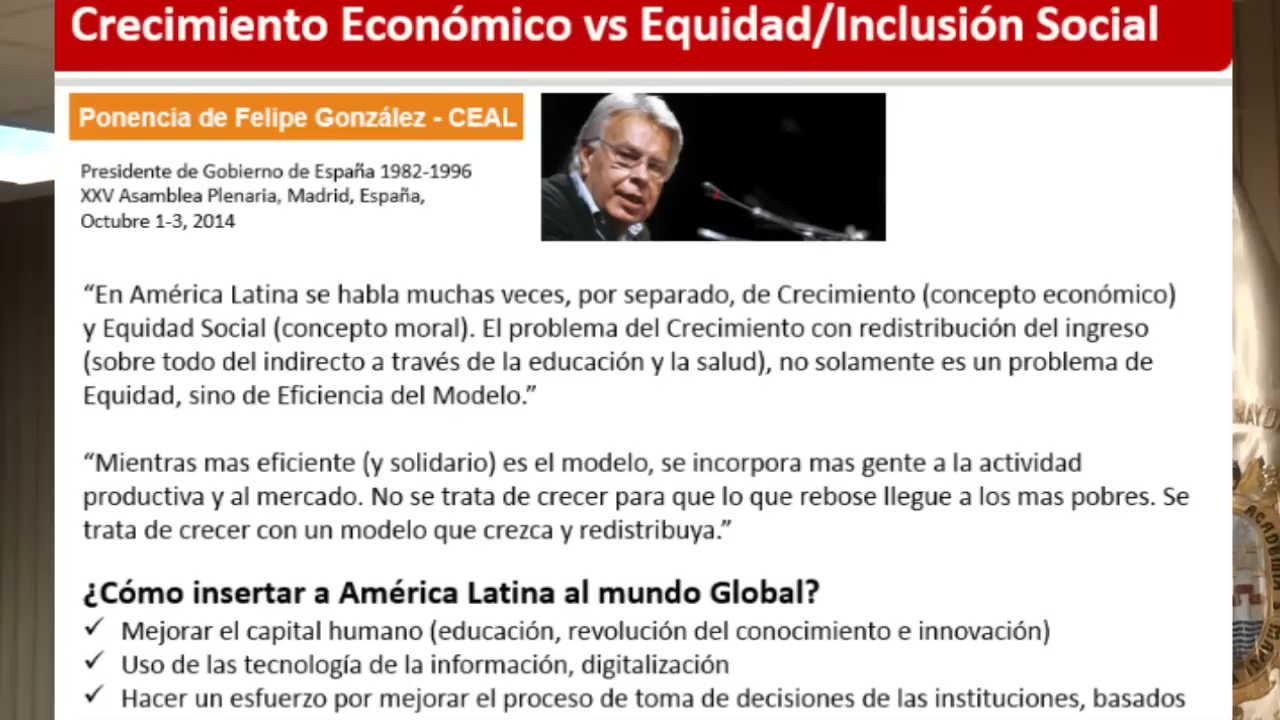 Crecimiento Económico vs Equidad/Inclusión Social
Ponencia de Felipe González - CEAL
Presidente de Gobierno de España 1982-1996
XXV Asamblea Plenaria, Madrid, España,
Octubre 1-3, 2014
“En América Latina se habla muchas veces, por separado, de Crecimiento (concepto económico)
y Equidad Social (concepto moral). El problema del Crecimiento con redistribución del ingreso
(sobre todo del indirecto a través de la educación y la salud), no solamente es un problema de
Equidad, sino de Eficiencia del Modelo.”
“Mientras mas eficiente (y solidario) es el modelo, se incorpora mas gente a la actividad
productiva y al mercado. No se trata de crecer para que lo que rebose llegue a los mas pobres. Se
trata de crecer con un modelo que crezca y redistribuya.”
¿Cómo insertar a América Latina al mundo Global?
✓ Mejorar el capital humano (educación, revolución del conocimiento e innovación)
✓ Uso de las tecnología de la información, digitalización
✓ Hacer un esfuerzo por mejorar el proceso de toma de decisiones de las instituciones, basados